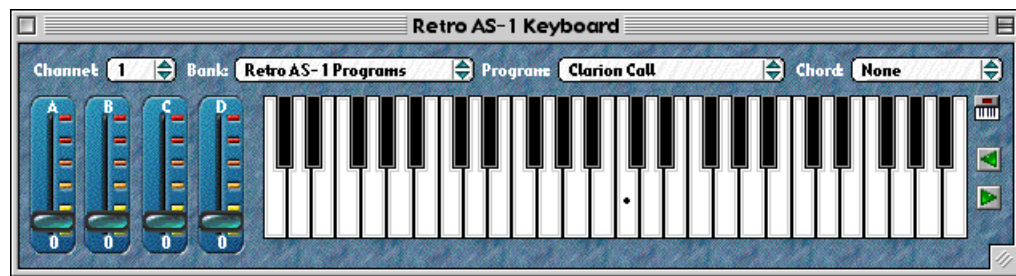 Retro AS-1 Keyboard
Channel: 1 Bank: Retro AS-1 Programs Program: Clarion Call Chord: None
A B C D
0 0 0 0